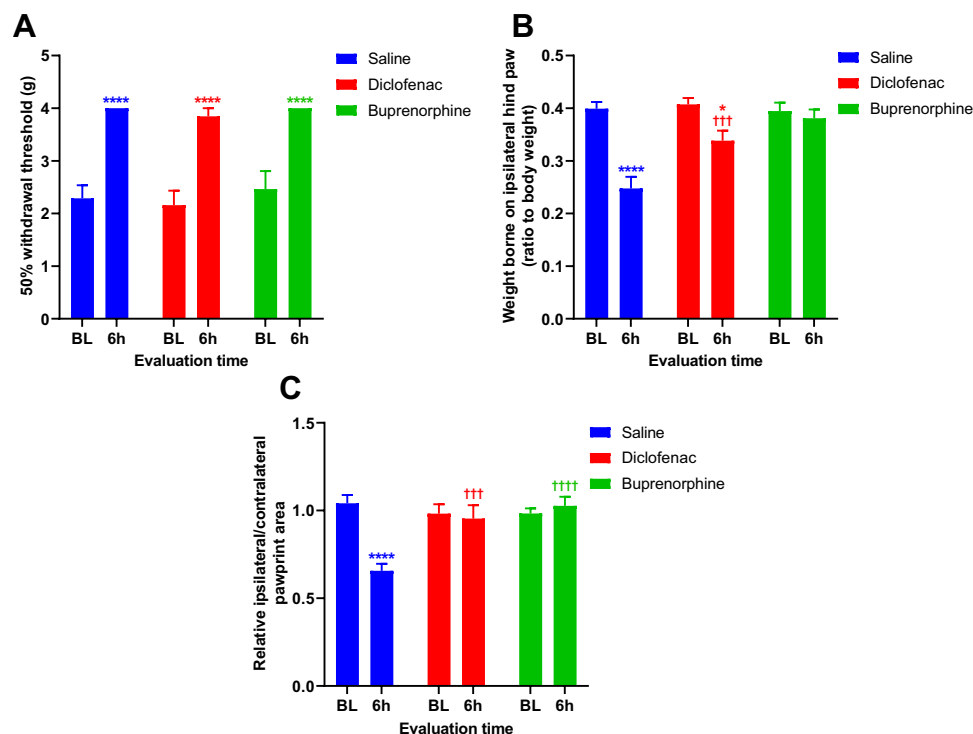 A
50% withdrawal threshold (g)
5
4
3
2
1
0
****
****
****
BL 6h BL 6h BL 6h
Evaluation time
Saline
Diclofenac
Buprenorphine
B
Weight borne on ipsilateral hind paw
(ratio to body weight)
0.5
0.4
0.3
0.2
0.1
0.0
****
*
†††
BL 6h BL 6h BL 6h
Evaluation time
Saline
Diclofenac
Buprenorphine
C
Relative ipsilateral/contralateral
pawprint area
1.5
1.0
0.5
0.0
****
†††
††††
BL 6h BL 6h BL 6h
Evaluation time
Saline
Diclofenac
Buprenorphine